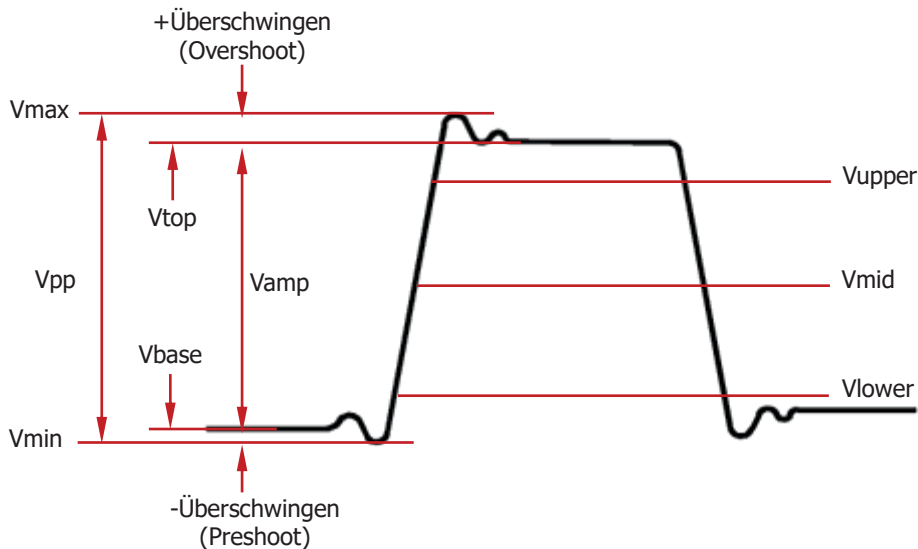 +Überschwingen
(Overshoot)
Vmax
Vupper
Vtop
Vpp
Vamp
Vmid
Vbase
Vlower
Vmin
-Überschwingen
(Preshoot)